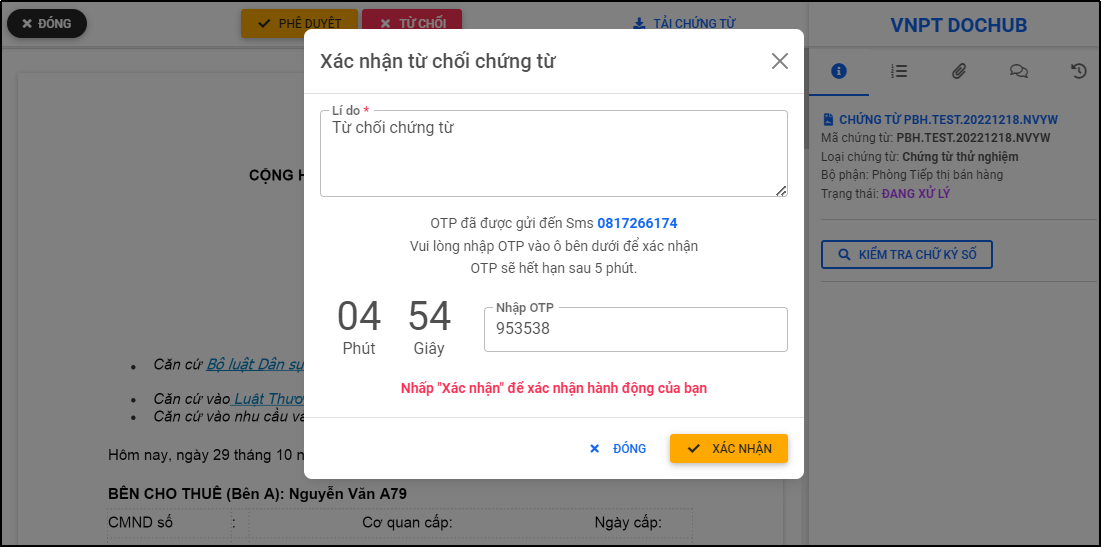 ĐÓNG
PHÊ DUYỆT
TỪ CHỐI
TẢI CHỨNG TỪ
VNPT DOCHUB
Xác nhận từ chối chứng từ
Lí do *
Từ chối chứng từ
OTP đã được gửi đến Sms 0817266174
Vui lòng nhập OTP vào ô bên dưới để xác nhận
OTP sẽ hết hạn sau 5 phút.
04
Phút
54
Giây
Nhập OTP
953538
Nhấp "Xác nhận" để xác nhận hành động của bạn
ĐÓNG
XÁC NHẬN
CHỨNG TỪ PBH.TEST.20221218.NVYW
Mã chứng từ: PBH.TEST.20221218.NVYW
Loại chứng từ: Chứng từ thử nghiệm
Bộ phận: Phòng Tiếp thị bán hàng
Trạng thái: ĐANG XỬ LÝ
KIỂM TRA CHỮ KÝ SỐ
CỘNG
Căn cứ Bộ luật Dân sự
Căn cứ vào Luật
Căn cứ vào nhu cầu
Hôm nay, ngày 29 tháng 10
BÊN CHO THUÊ (Bên A): Nguyễn Văn A79
CMND số : Cơ quan cấp: Ngày cấp: